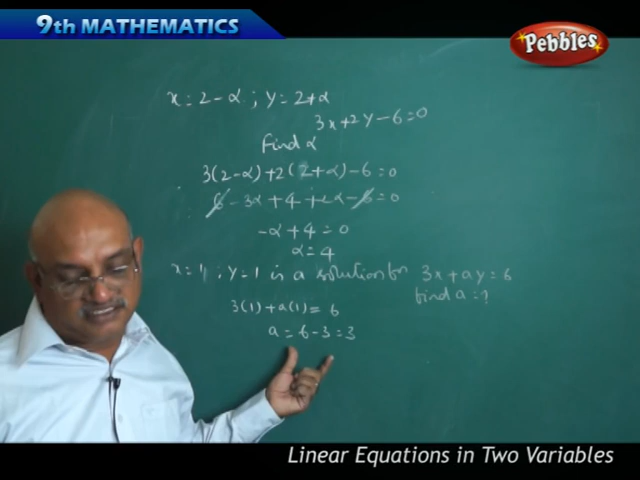 9th MATHEMATICS
Pebbles
x = 2 - α ; y = 2 + α
3x + 2y - 6 = 0
Find α
3(2 - α) + 2(2 + α) - 6 = 0
6 - 3α + 4 + 2α - 6 = 0
-α + 4 = 0
α = 4
x = 1 ; y = 1 is a solution for 3x + ay = 6
find a = ?
3(1) + a(1) = 6
a = 6 - 3 = 3
Linear Equations in Two Variables